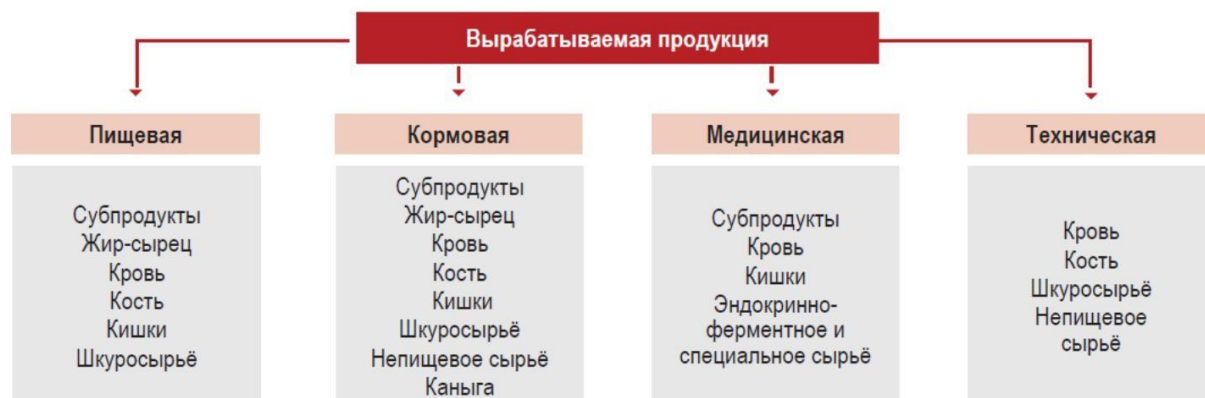 Вырабатываемая продукция
Пищевая
Субпродукты
Жир-сырец
Кровь
Кость
Кишки
Шкуросырьё
Кормовая
Субпродукты
Жир-сырец
Кровь
Кость
Кишки
Шкуросырьё
Непищевое сырьё
Каныга
Медицинская
Субпродукты
Кровь
Кишки
Эндокринно-
ферментное и
специальное сырьё
Техническая
Кровь
Кость
Шкуросырьё
Непищевое
сырьё